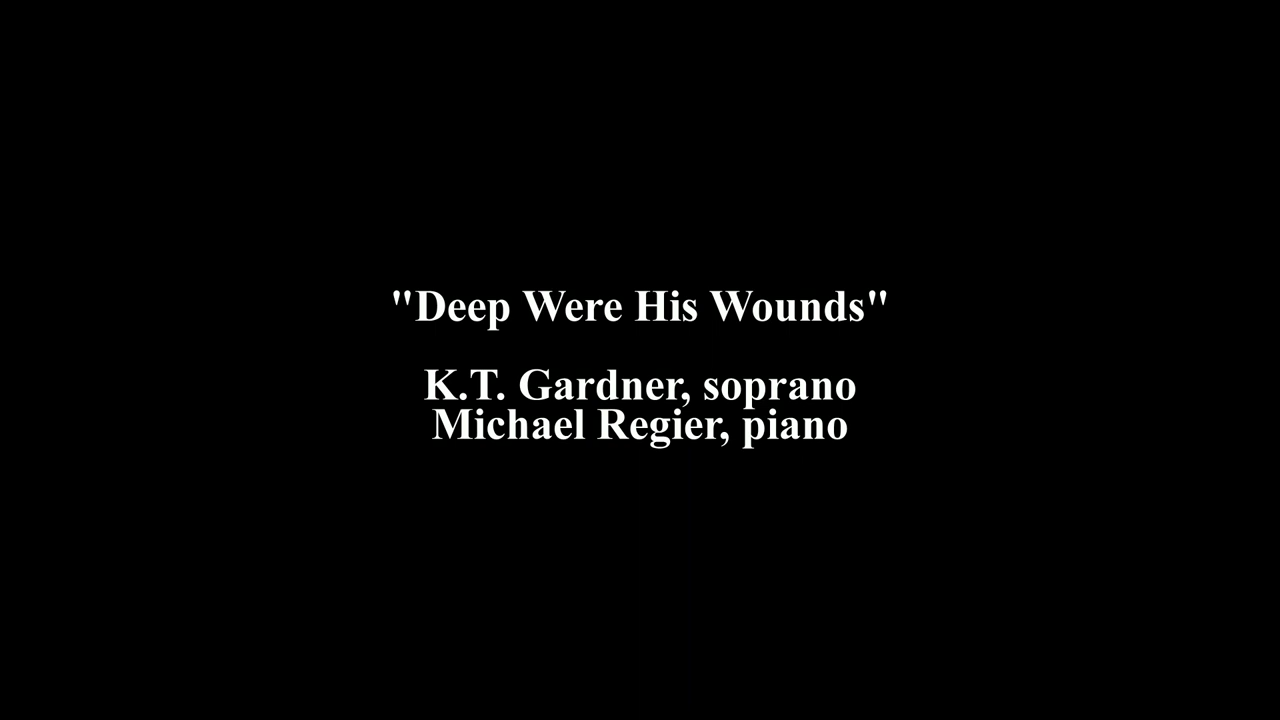 "Deep Were His Wounds"
K.T. Gardner, soprano
Michael Regier, piano